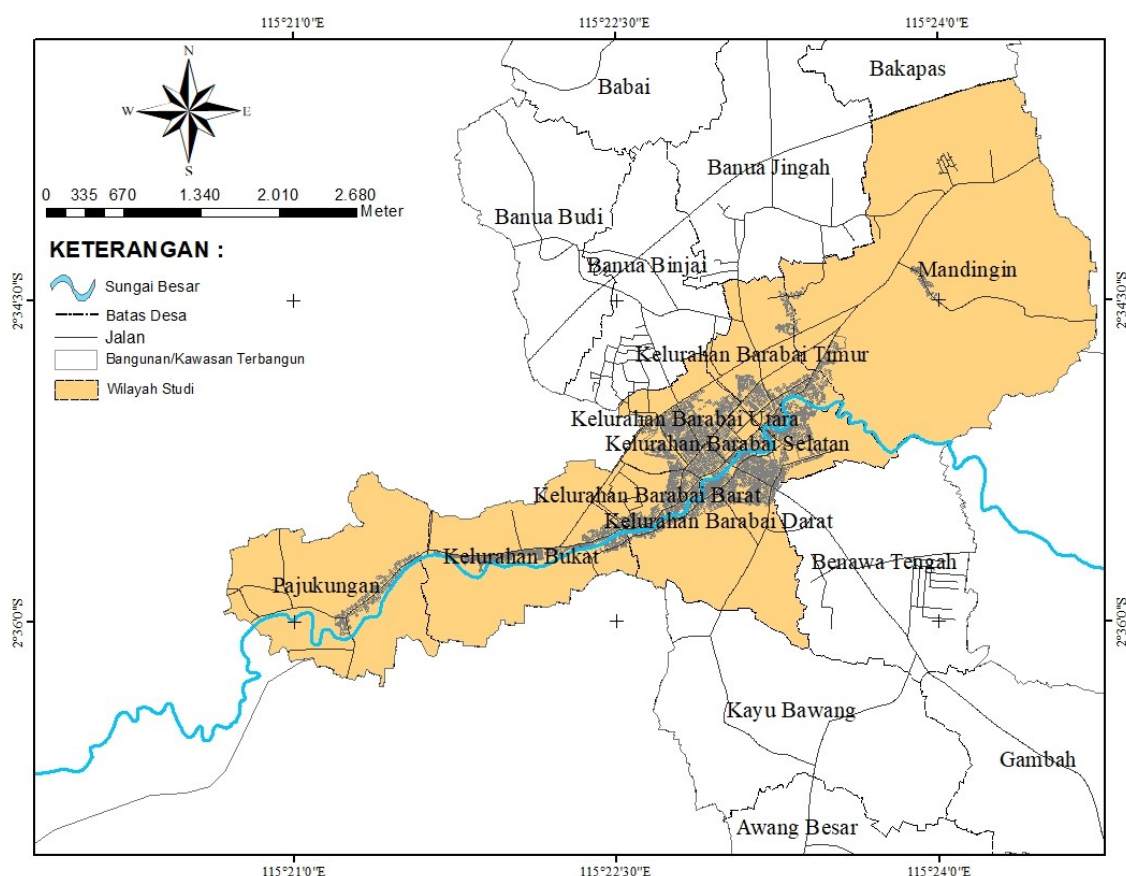 115°21'0"E 115°22'30"E 115°24'0"E
N
W E
S
0 335 670 1.340 2.010 2.680
Meter
KETERANGAN :
Sungai Besar
Batas Desa
Jalan
Bangunan/Kawasan Terbangun
Wilayah Studi
Babai
Bakapas
Banua Jingah
Banua Budi
Banua Binjai
Mandingin
2°34'30"S 2°34'30"S
Kelurahan Barabai Timur
Kelurahan Barabai Utara
Kelurahan Barabai Selatan
Kelurahan Barabai Barat
Kelurahan Barabai Darat
Kelurahan Bukat
Benawa Tengah
Pajukungan
2°36'0"S 2°36'0"S
Kayu Bawang
Gambah
Awang Besar
115°21'0"E 115°22'30"E 115°24'0"E